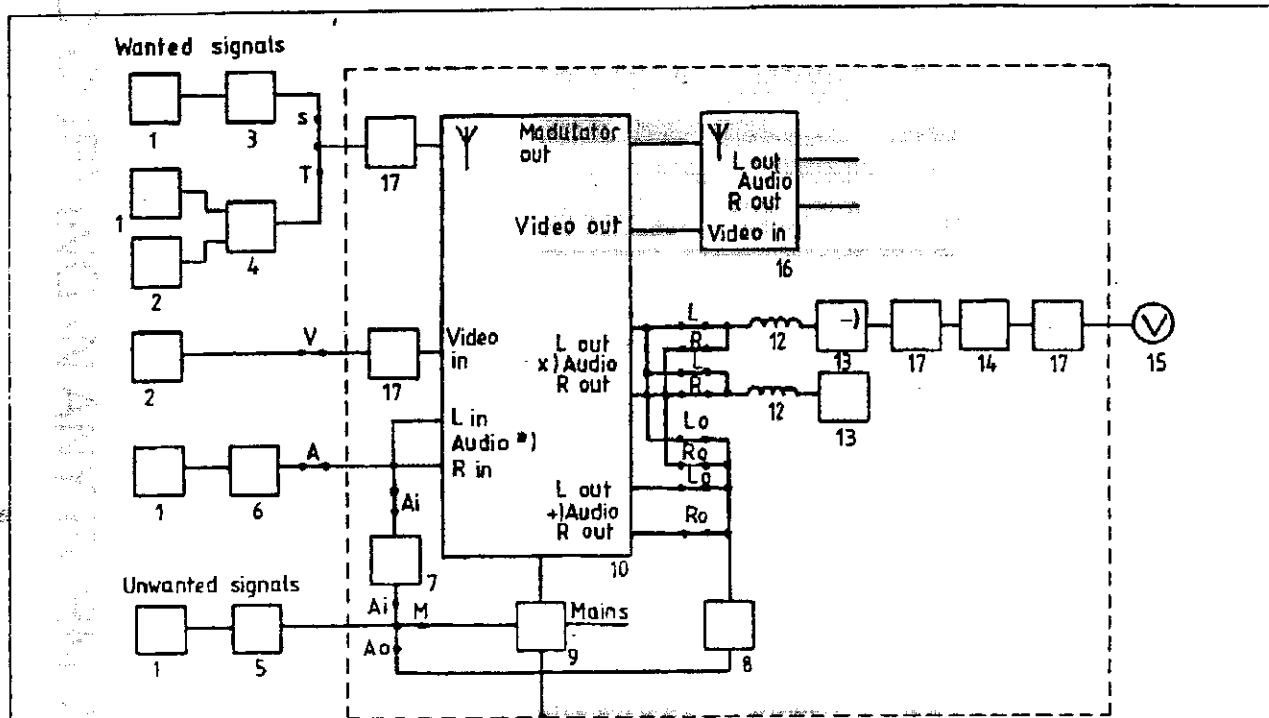 Wanted signals
1
3
S
T
17
1
2
4
Modulator
out
Video out
L out
Audio
R out
Video in
16
2
V
17
Video
in
L out
x) Audio
R out
L
R
L
R
12
13
–)
17
14
17
15
V
12
13
1
6
A
L in
Audio *)
R in
Ai
7
Lo
Ro
Lo
Ro
L out
+) Audio
R out
10
Unwanted signals
1
5
Ai
M
Ao
9
Mains
8